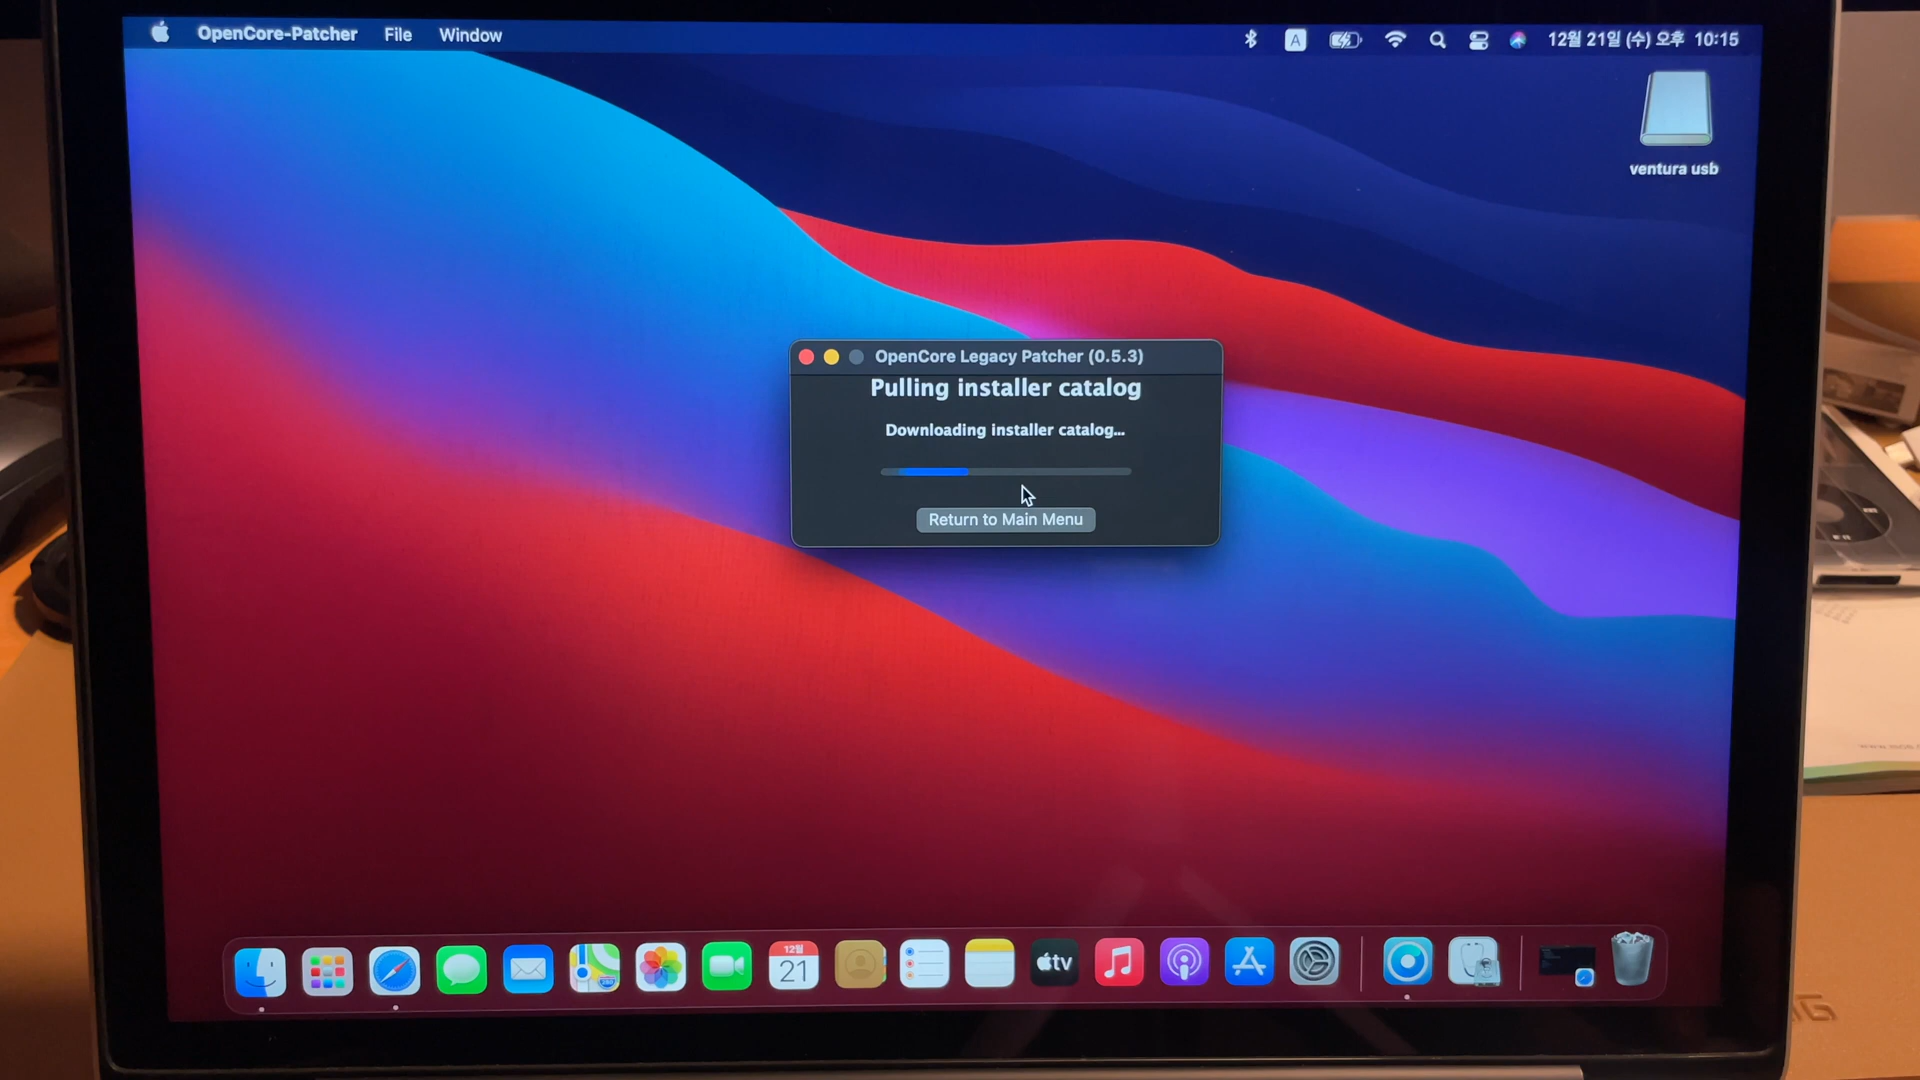 OpenCore-Patcher File Window
A
12월 21일 (수) 오후 10:15
ventura usb
OpenCore Legacy Patcher (0.5.3)
Pulling installer catalog
Downloading installer catalog...
Return to Main Menu
12월
21
tv